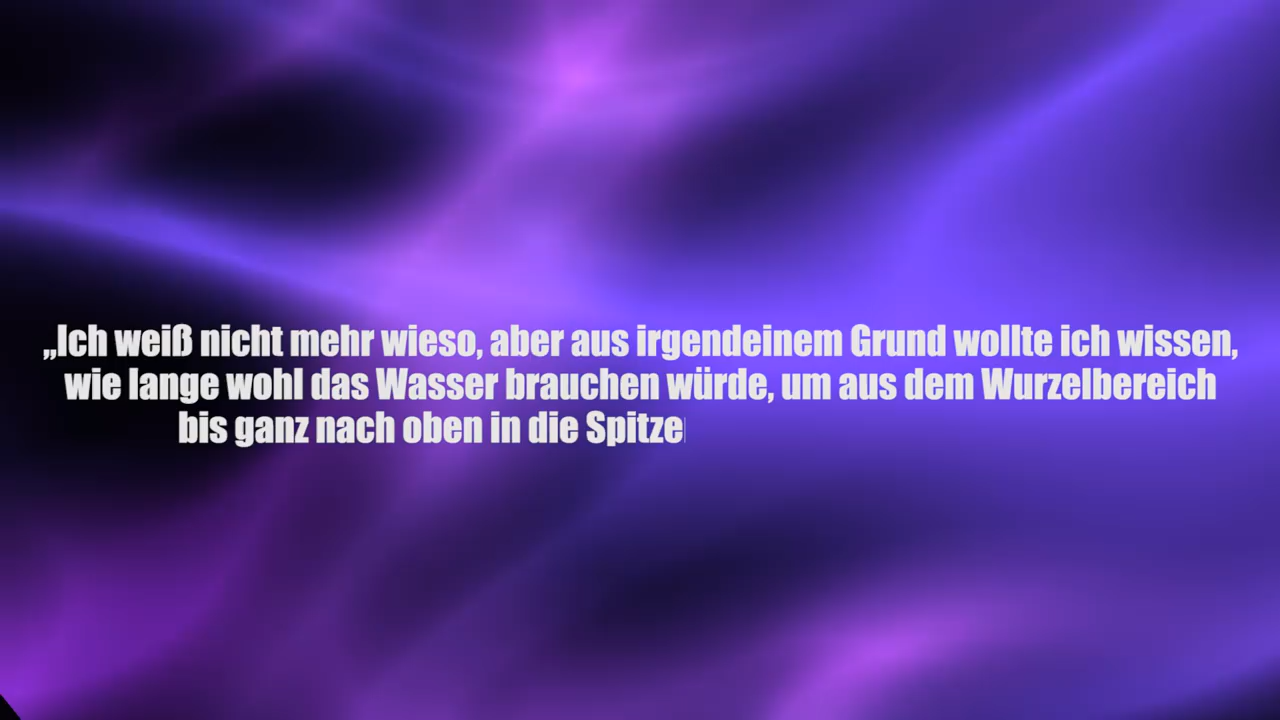 „Ich weiß nicht mehr wieso, aber aus irgendeinem Grund wollte ich wissen,
wie lange wohl das Wasser brauchen würde, um aus dem Wurzelbereich
bis ganz nach oben in die Spitze